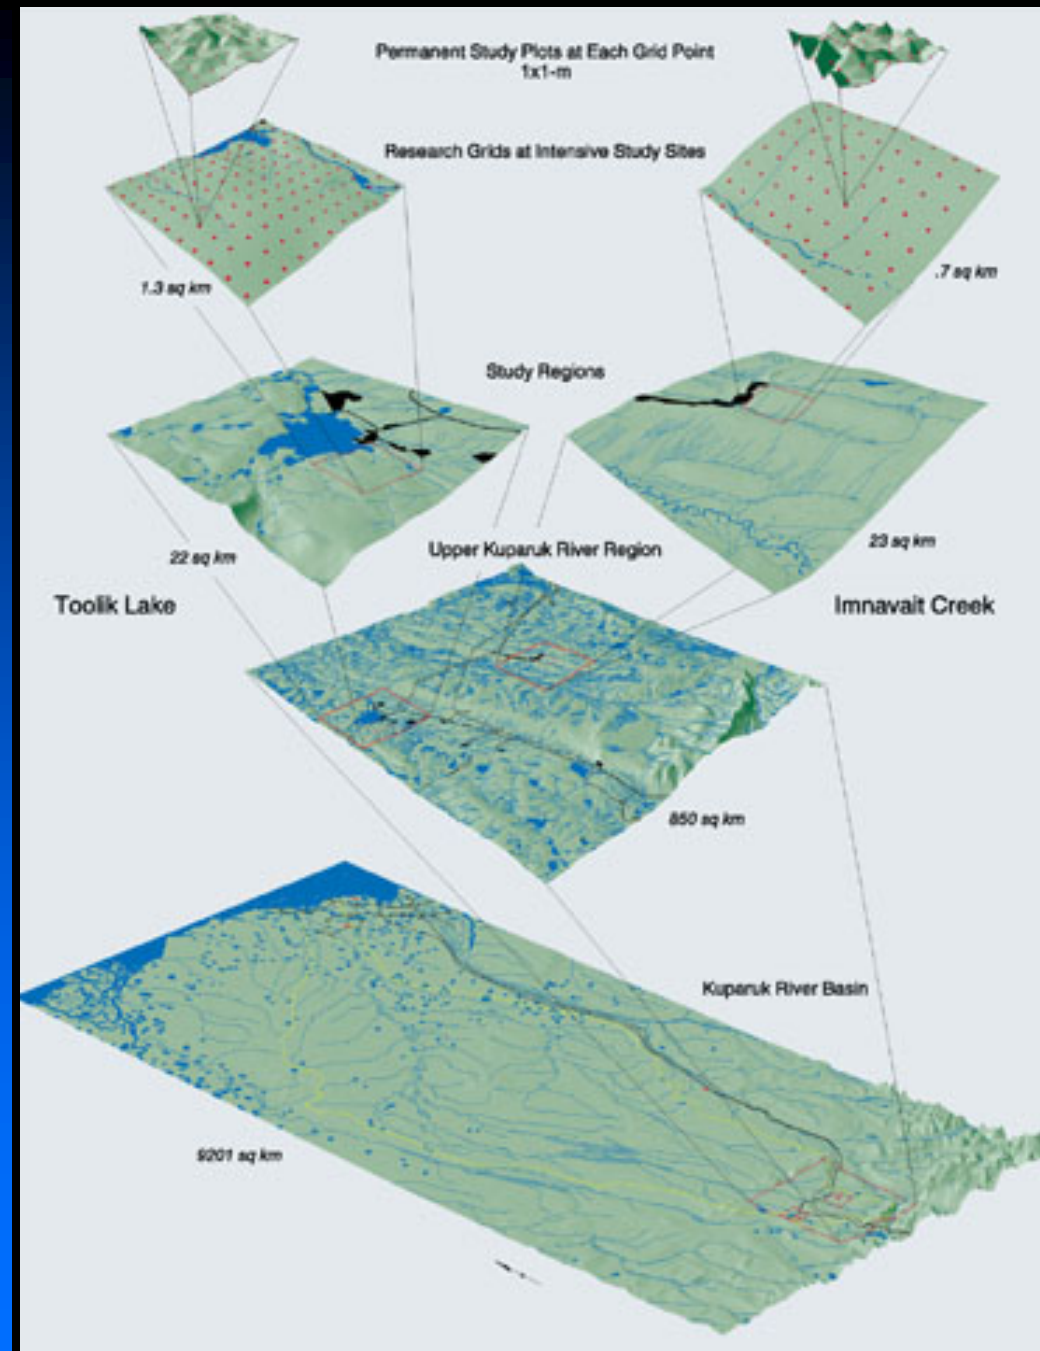 Permanent Study Plots at Each Grid Point
1x1-m
Research Grids at Intensive Study Sites
1.3 sq km
.7 sq km
Study Regions
22 sq km
Upper Kuparuk River Region
23 sq km
Toolik Lake
Imnavait Creek
850 sq km
Kuparuk River Basin
9201 sq km